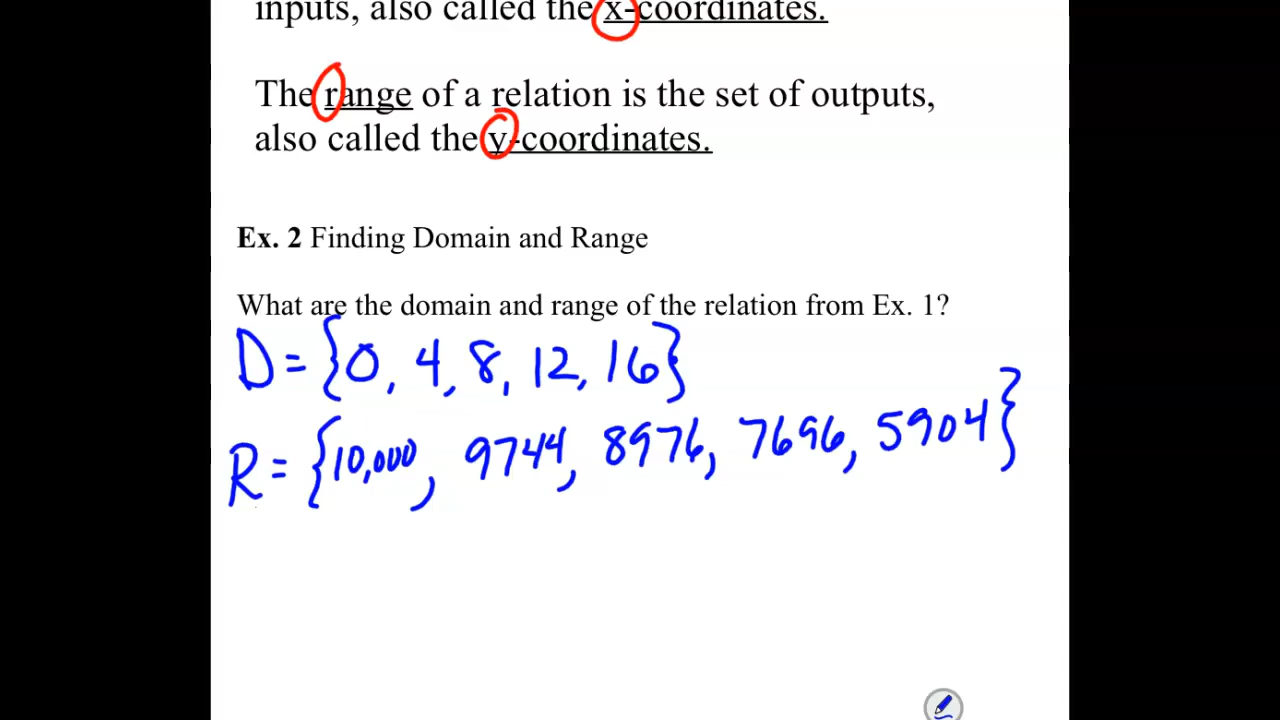 inputs, also called the x-coordinates.
The range of a relation is the set of outputs,
also called the y-coordinates.
Ex. 2 Finding Domain and Range
What are the domain and range of the relation from Ex. 1?
D = {0, 4, 8, 12, 16}
R = {10,000, 9744, 8976, 7696, 5904}